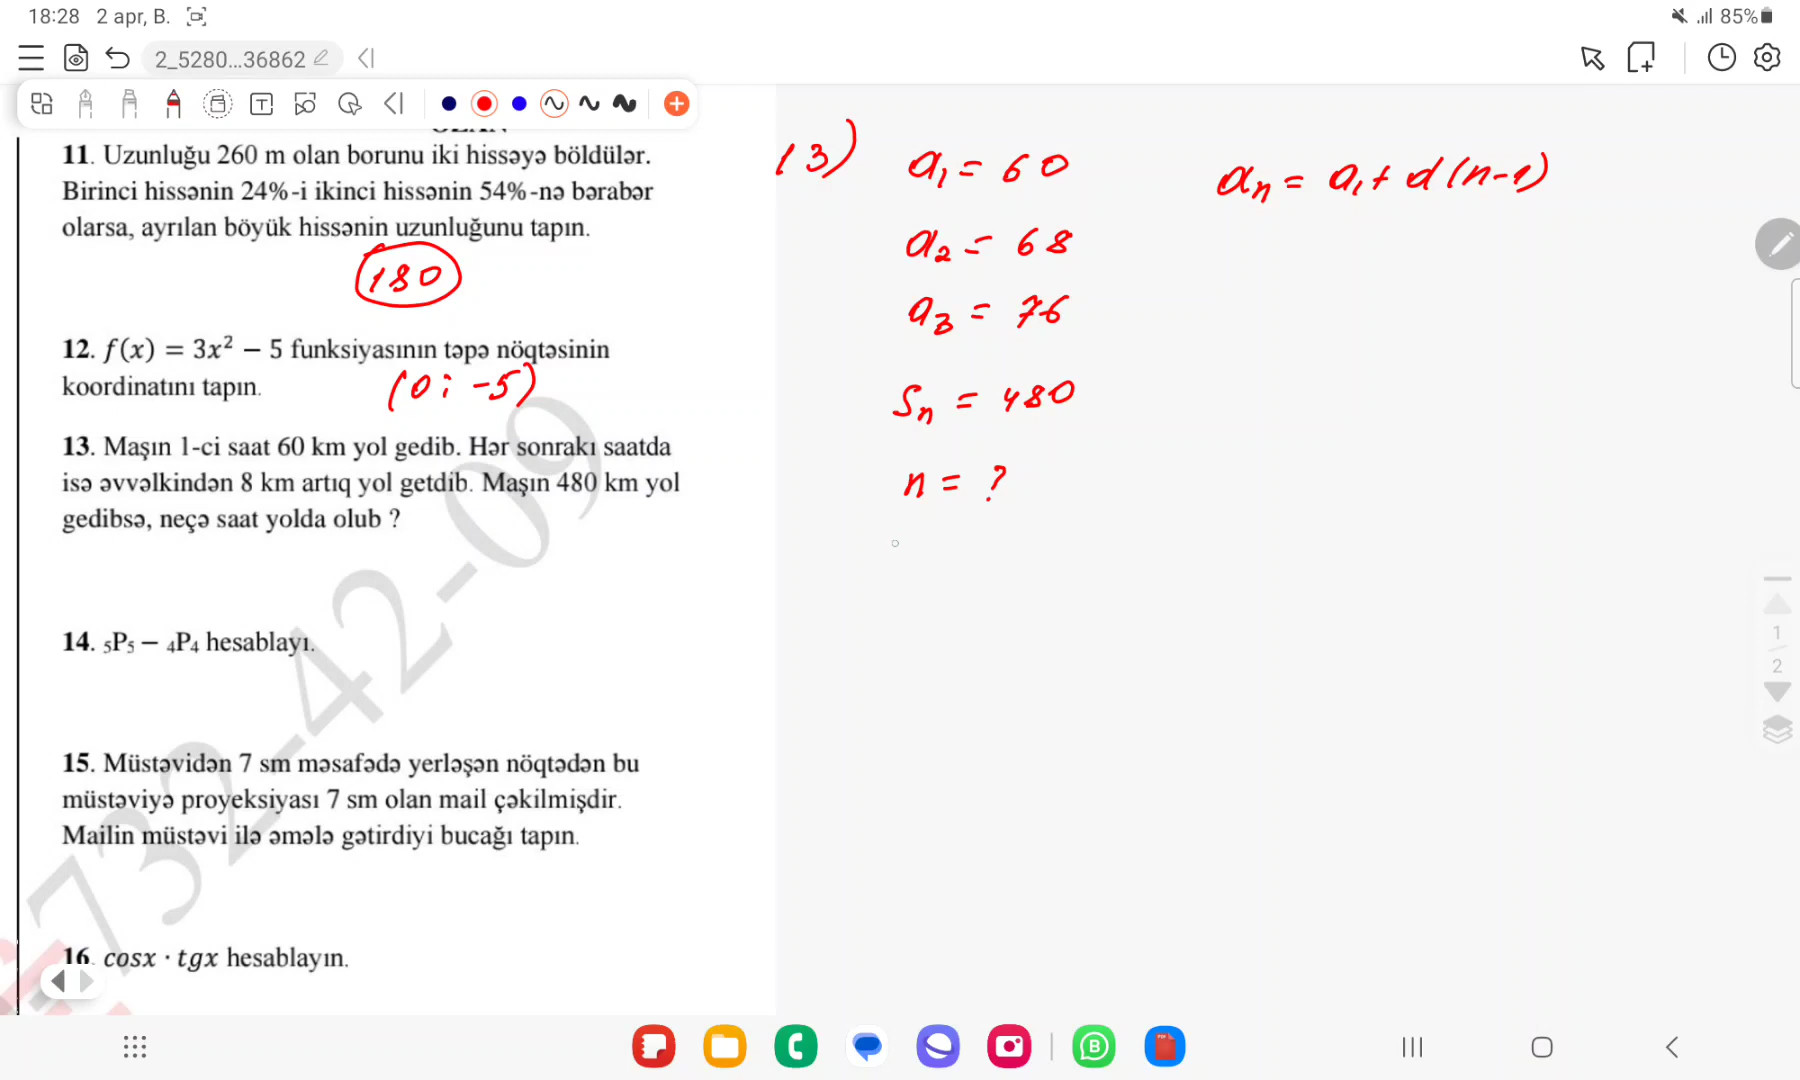 18:28 2 apr, B.
85%
2_5280...36862
11. Uzunluğu 260 m olan borunu iki hissəyə böldülər.
Birinci hissənin 24%-i ikinci hissənin 54%-nə bərabər
olarsa, ayrılan böyük hissənin uzunluğunu tapın.
180
12. f(x) = 3x² − 5 funksiyasının təpə nöqtəsinin
koordinatını tapın.
(0; -5)
13. Maşın 1-ci saat 60 km yol gedib. Hər sonrakı saatda
isə əvvəlkindən 8 km artıq yol getdib. Maşın 480 km yol
gedibsə, neçə saat yolda olub ?
14. ₅P₅ − ₄P₄ hesablayı.
15. Müstəvidən 7 sm məsafədə yerləşən nöqtədən bu
müstəviyə proyeksiyası 7 sm olan mail çəkilmişdir.
Mailin müstəvi ilə əmələ gətirdiyi bucağı tapın.
16. cosx · tgx hesablayın.
732-42-09
13)
a₁ = 60
a₂ = 68
a₃ = 76
Sₙ = 480
n = ?
aₙ = a₁ + d(n-1)
1
2